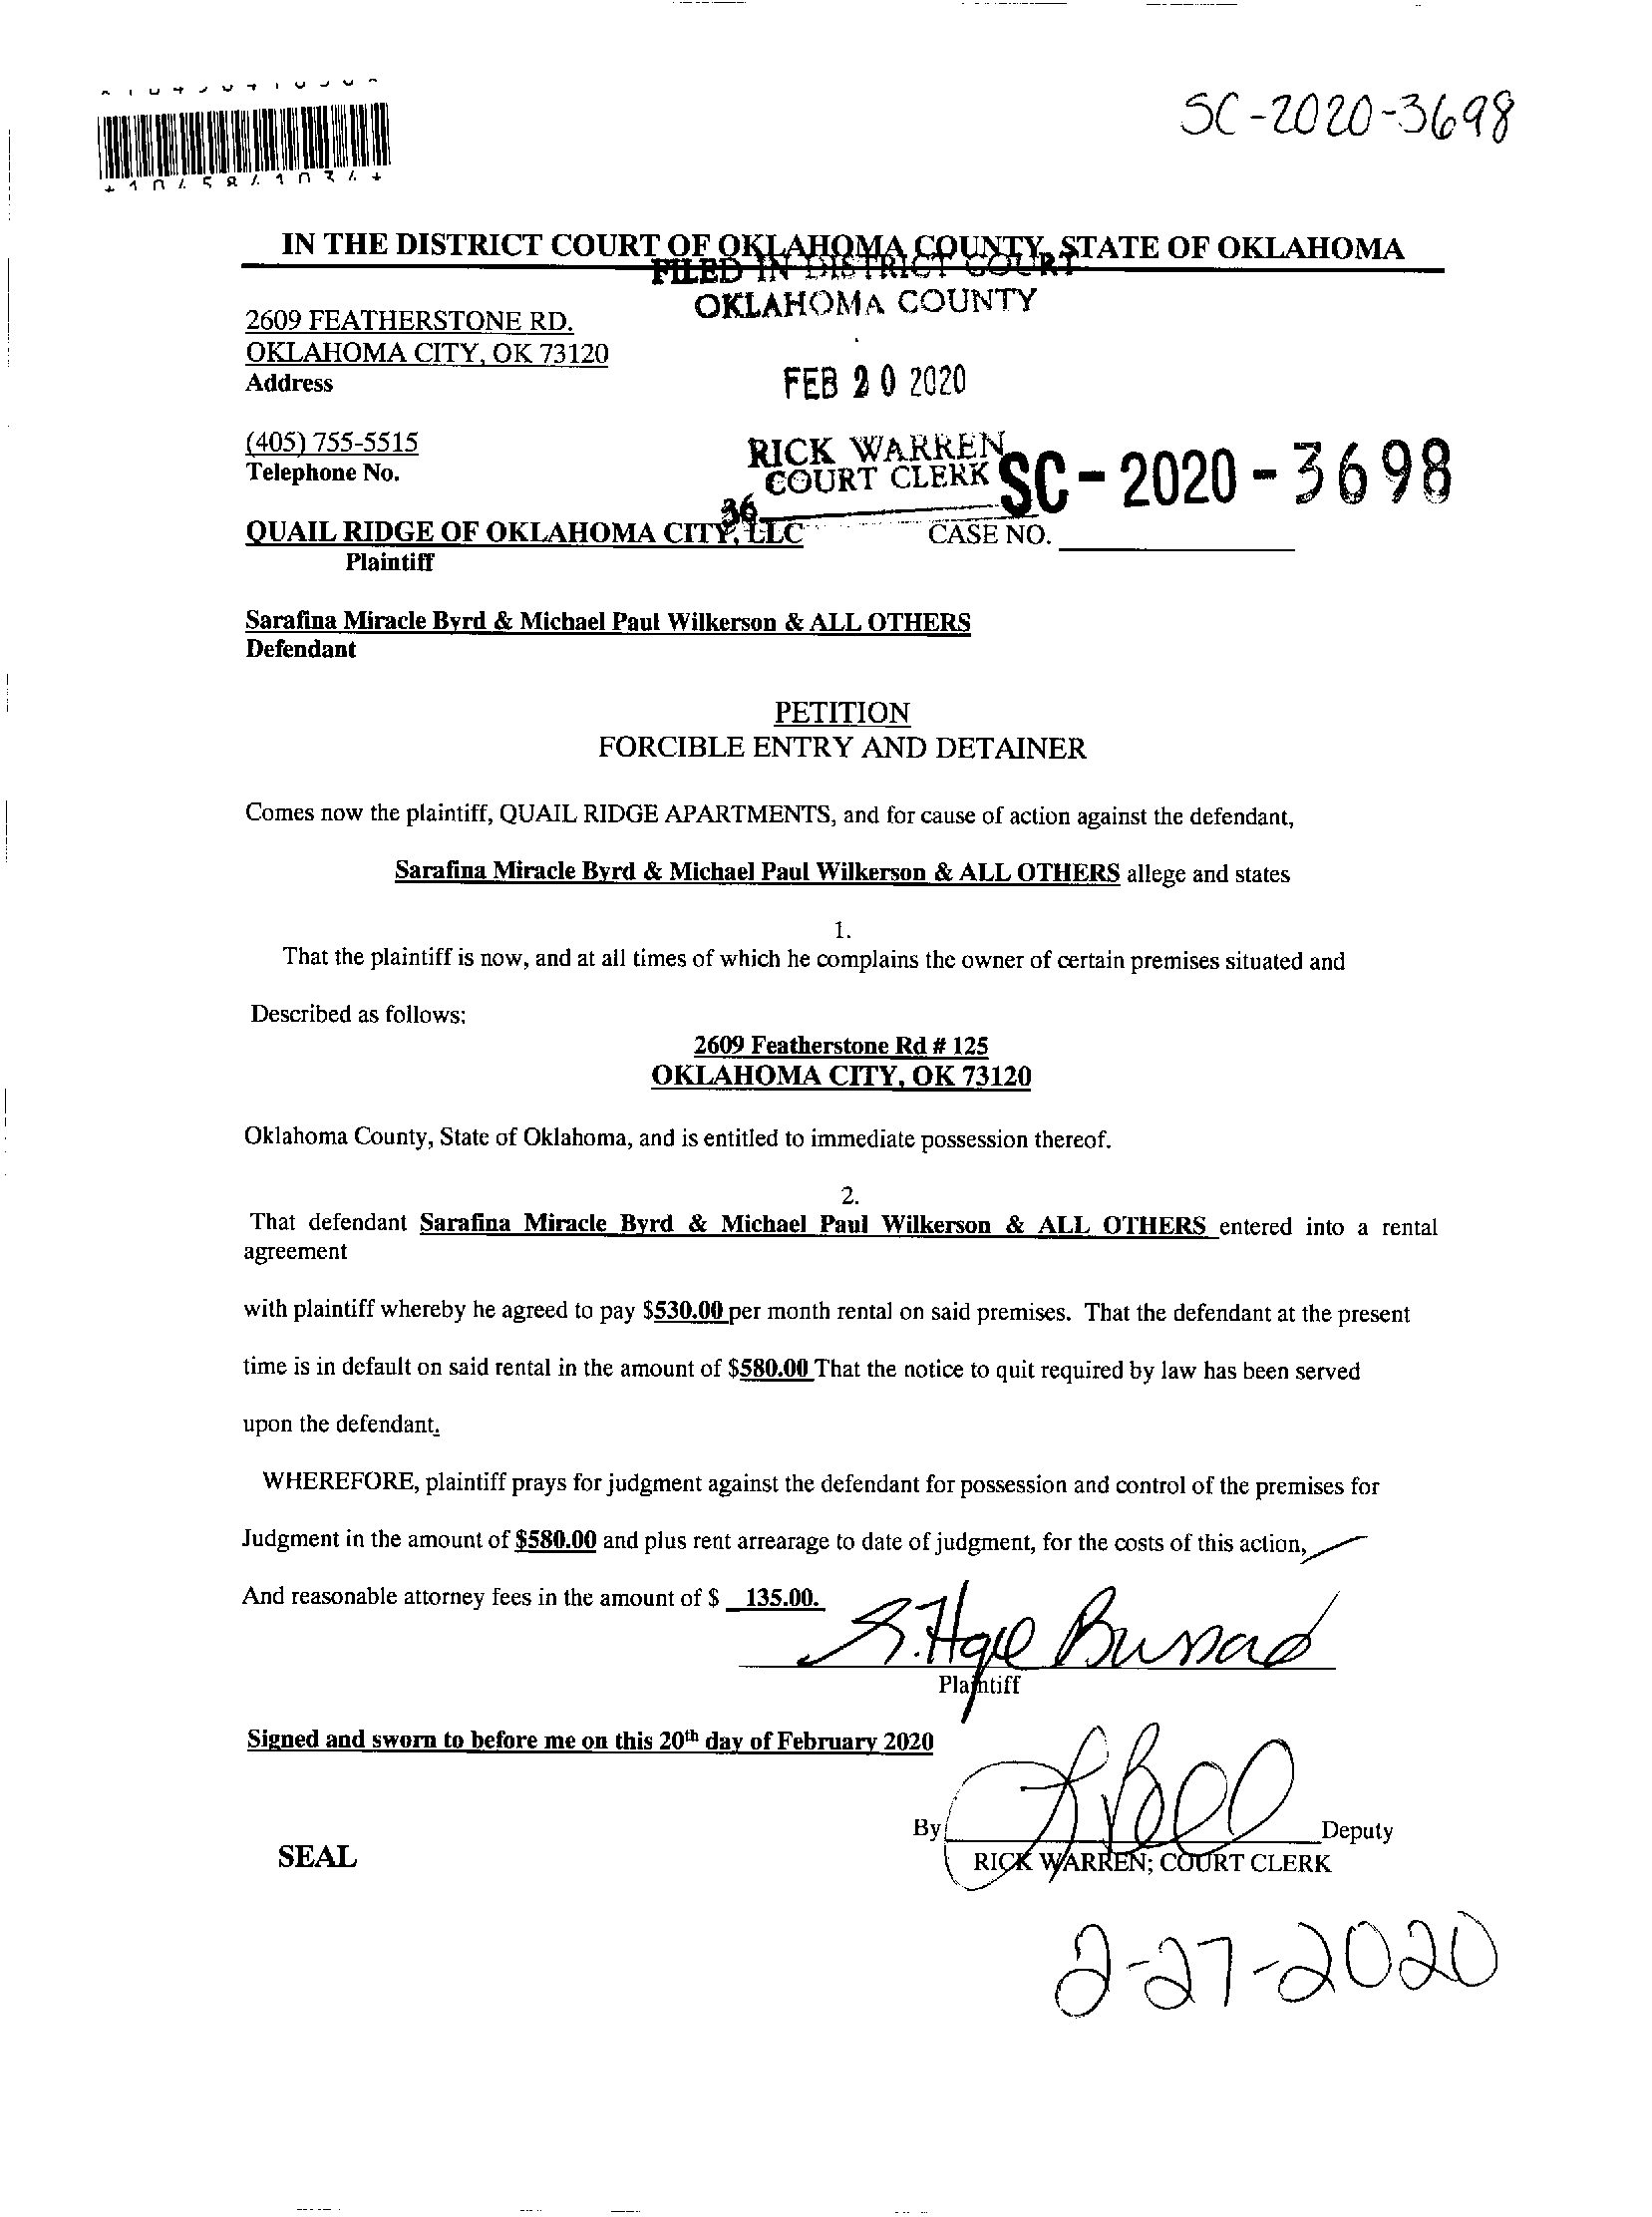 SC-2020-3698
IN THE DISTRICT COURT OF OKLAHOMA COUNTY, STATE OF OKLAHOMA
FILED IN DISTRICT COURT
OKLAHOMA COUNTY
2609 FEATHERSTONE RD.
OKLAHOMA CITY, OK 73120
Address
FEB 20 2020
(405) 755-5515
Telephone No.
RICK WARREN
COURT CLERK
SC - 2020 - 3698
36
QUAIL RIDGE OF OKLAHOMA CITY, LLC CASE NO.
Plaintiff
Sarafina Miracle Byrd & Michael Paul Wilkerson & ALL OTHERS
Defendant
PETITION
FORCIBLE ENTRY AND DETAINER
Comes now the plaintiff, QUAIL RIDGE APARTMENTS, and for cause of action against the defendant,
Sarafina Miracle Byrd & Michael Paul Wilkerson & ALL OTHERS allege and states
1.
That the plaintiff is now, and at all times of which he complains the owner of certain premises situated and
Described as follows:
2609 Featherstone Rd # 125
OKLAHOMA CITY, OK 73120
Oklahoma County, State of Oklahoma, and is entitled to immediate possession thereof.
2.
That defendant Sarafina Miracle Byrd & Michael Paul Wilkerson & ALL OTHERS entered into a rental
agreement
with plaintiff whereby he agreed to pay $530.00 per month rental on said premises. That the defendant at the present
time is in default on said rental in the amount of $580.00 That the notice to quit required by law has been served
upon the defendant.
WHEREFORE, plaintiff prays for judgment against the defendant for possession and control of the premises for
Judgment in the amount of $580.00 and plus rent arrearage to date of judgment, for the costs of this action,
And reasonable attorney fees in the amount of $ 135.00.
Plaintiff
Signed and sworn to before me on this 20th day of February 2020
By Deputy
SEAL
RICK WARREN; COURT CLERK
2-27-2020